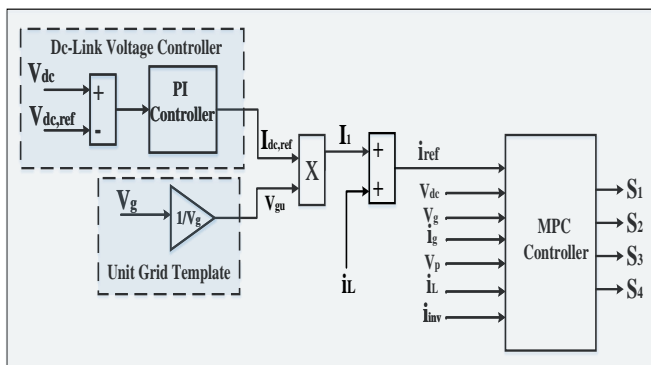 Dc-Link Voltage Controller
Vdc
Vdc,ref
+
-
PI
Controller
Idc,ref
Vg
1/Vg
Vgu
Unit Grid Template
X
I1
+
+
iL
iref
Vdc
Vg
ig
Vp
iL
iinv
MPC
Controller
S1
S2
S3
S4